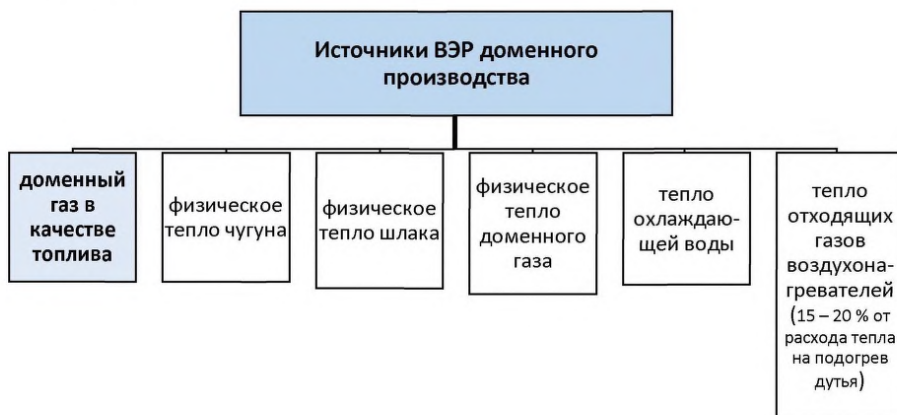 Источники ВЭР доменного
производства
доменный
газ в
качестве
топлива
физическое
тепло чугуна
физическое
тепло шлака
физическое
тепло
доменного
газа
тепло
охлаждаю-
щей воды
тепло
отходящих
газов
воздухона-
гревателей
(15 – 20 % от
расхода тепла
на подогрев
дутья)